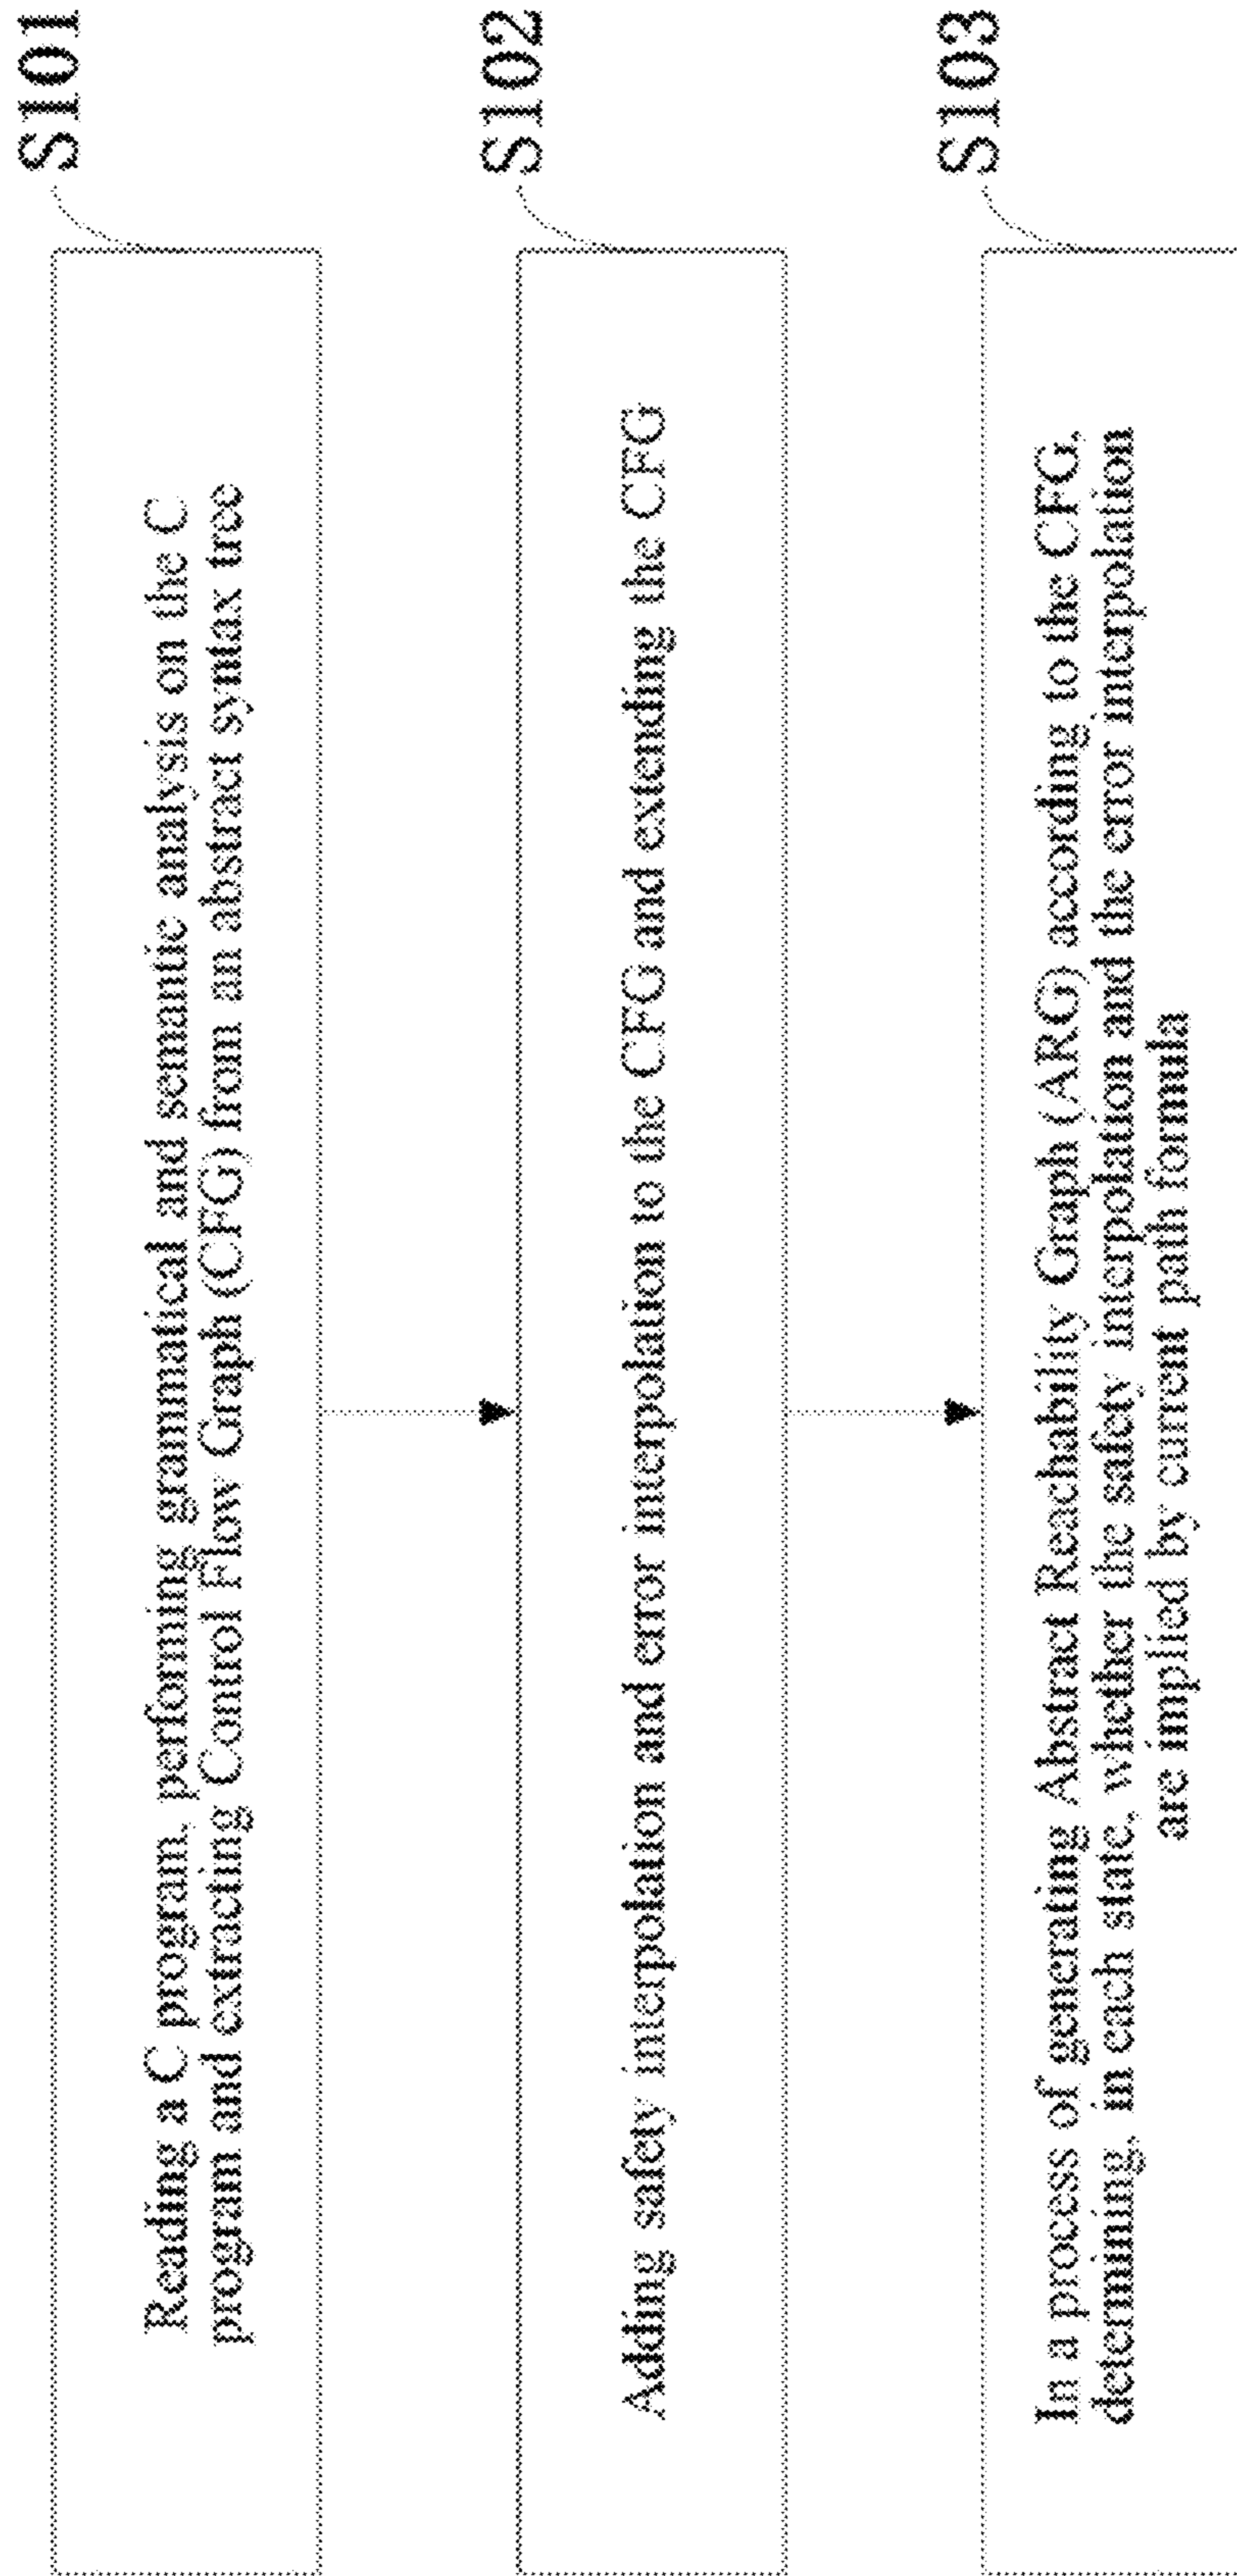 S101
Reading a C program, performing grammatical and semantic analysis on the C
program and extracting Control Flow Graph (CFG) from an abstract syntax tree
S102
Adding safety interpolation and error interpolation to the CFG and extending the CFG
S103
In a process of generating Abstract Reachability Graph (ARG) according to the CFG,
determining, in each state, whether the safety interpolation and the error interpolation
are implied by current path formula